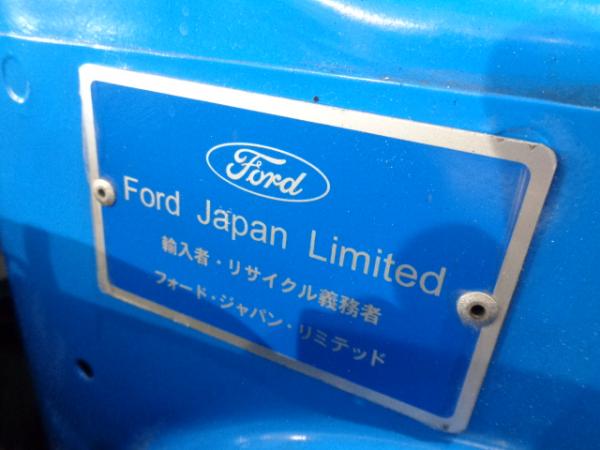 Ford
Ford Japan Limited
輸入者・リサイクル義務者
フォード・ジャパン・リミテッド